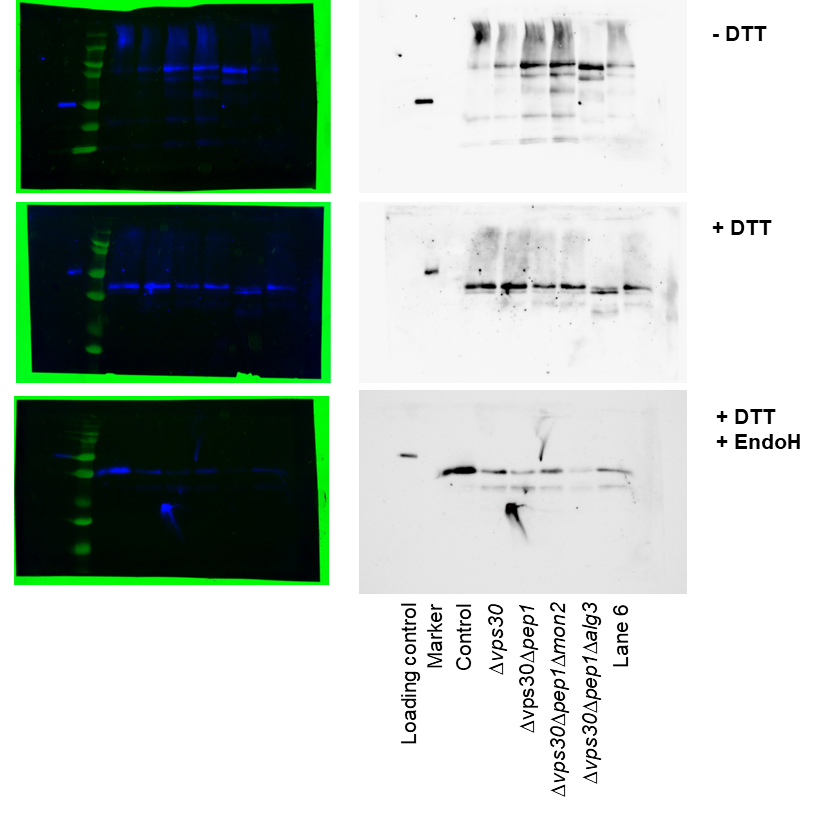 - DTT
+ DTT
+ DTT
+ EndoH
Loading control
Marker
Control
Δvps30
Δvps30Δpep1
Δvps30Δpep1Δmon2
Δvps30Δpep1Δalg3
Lane 6